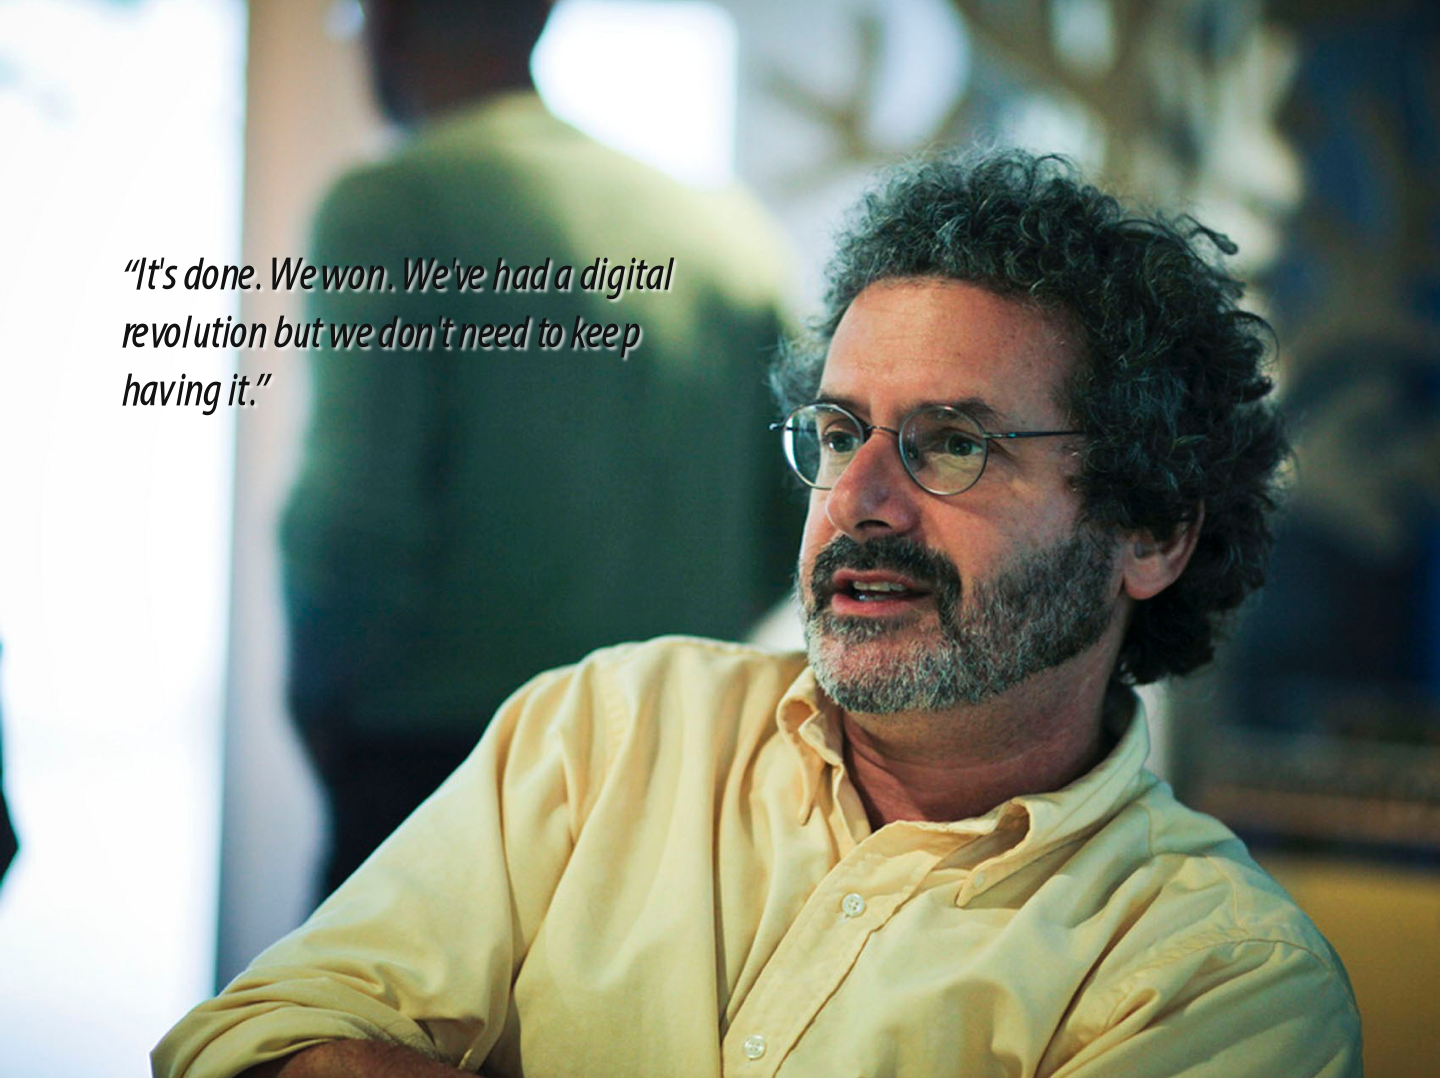 “It's done. We won. We've had a digital
revolution but we don't need to keep
having it.”